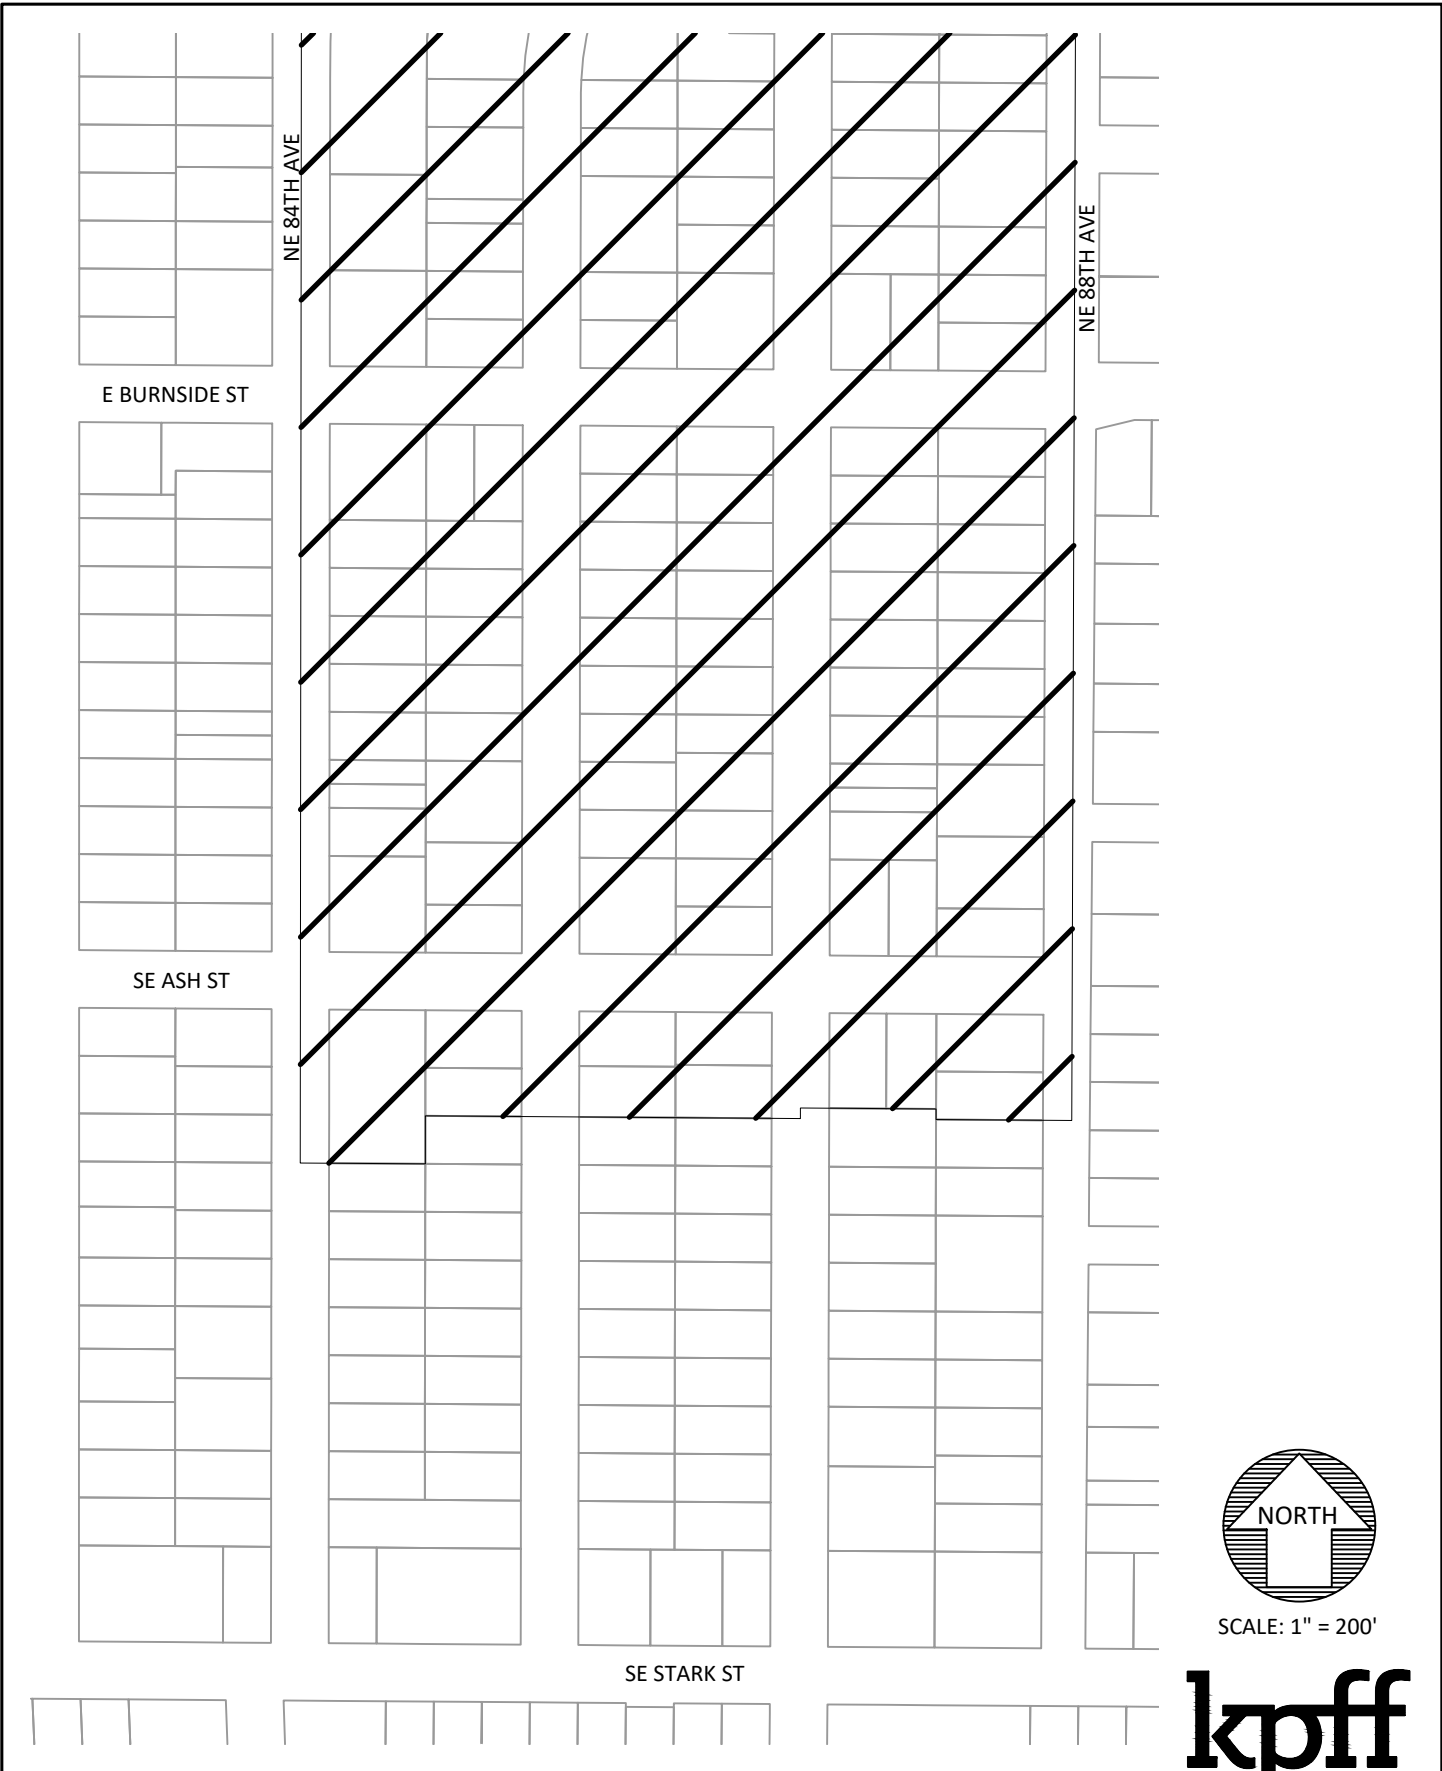 NE 84TH AVE
NE 88TH AVE
E BURNSIDE ST
SE ASH ST
NORTH
SCALE: 1" = 200'
SE STARK ST
kpff